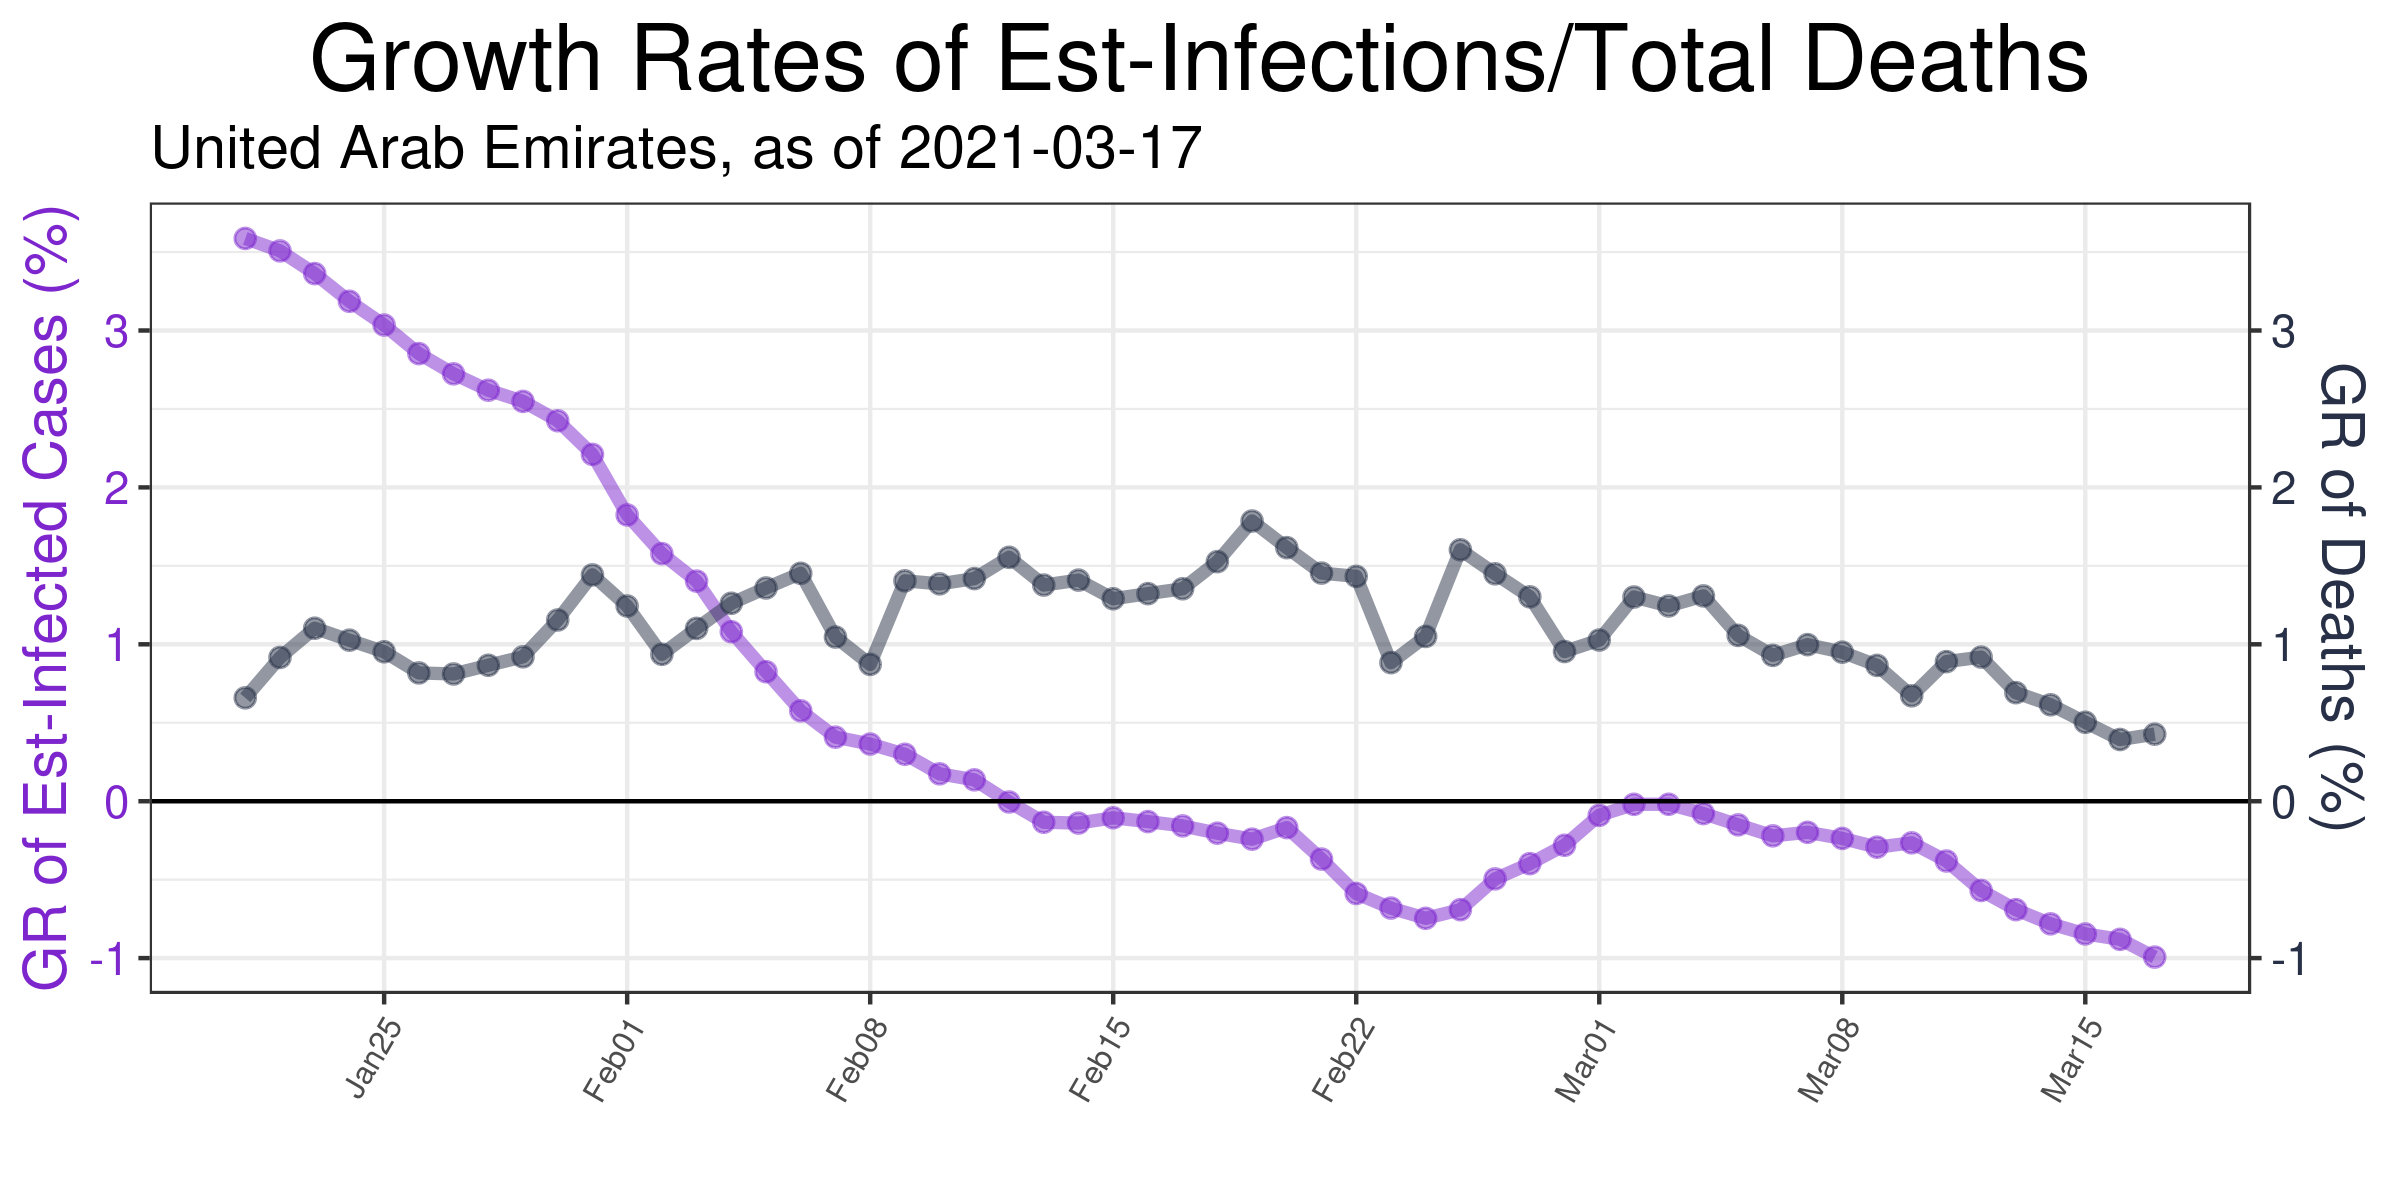 Growth Rates of Est-Infections/Total Deaths
United Arab Emirates, as of 2021-03-17
GR of Est-Infected Cases (%)
3
2
1
0
-1
3
2
1
0
-1
GR of Deaths (%)
Jan25
Feb01
Feb08
Feb15
Feb22
Mar01
Mar08
Mar15